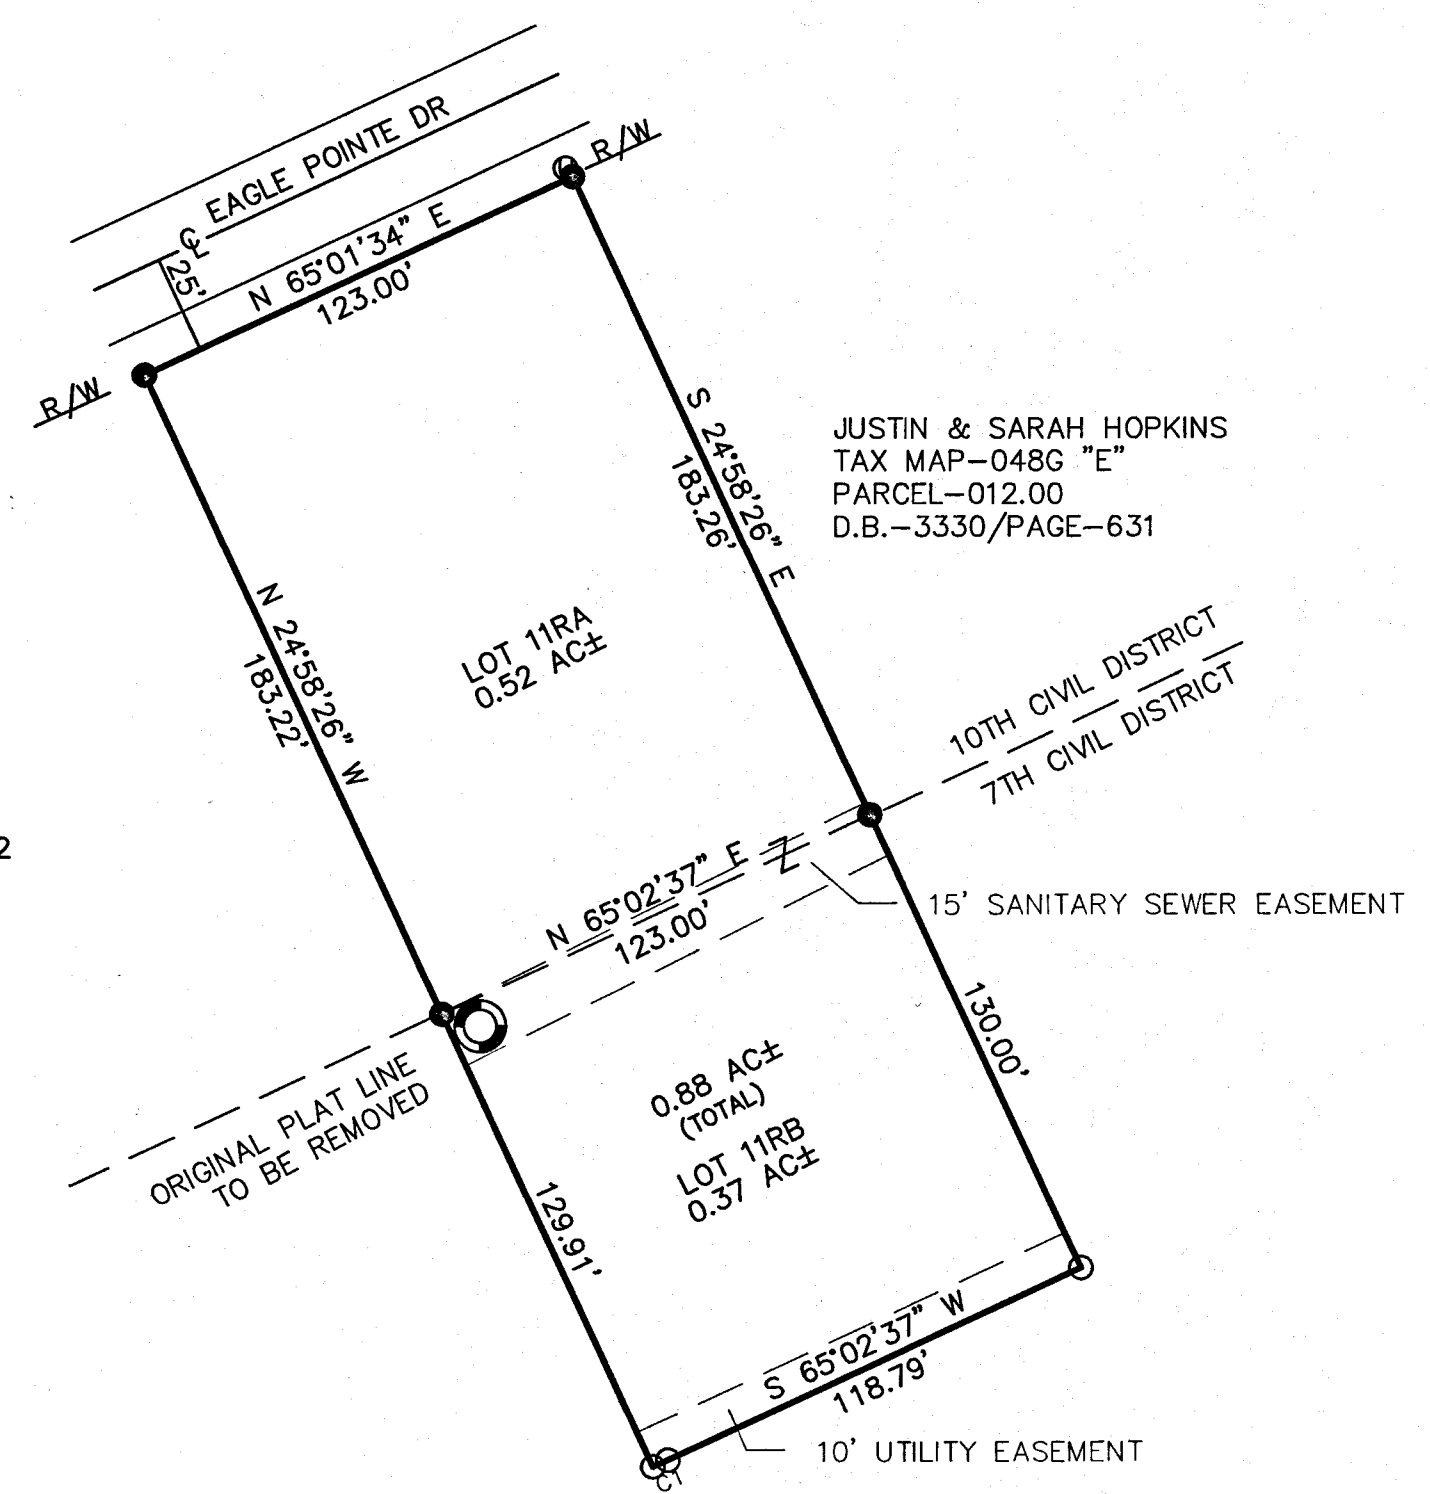 EAGLE POINTE DR
℄
25'
R/W
R/W
N 65°01'34" E
123.00'
S 24°58'26" E
183.26'
JUSTIN & SARAH HOPKINS
TAX MAP-048G "E"
PARCEL-012.00
D.B.-3330/PAGE-631
N 24°58'26" W
183.22'
LOT 11RA
0.52 AC±
10TH CIVIL DISTRICT
7TH CIVIL DISTRICT
2
N 65°02'37" E
123.00'
Z
15' SANITARY SEWER EASEMENT
ORIGINAL PLAT LINE
TO BE REMOVED
130.00'
0.88 AC±
(TOTAL)
LOT 11RB
0.37 AC±
129.91'
S 65°02'37" W
118.79'
10' UTILITY EASEMENT
C1